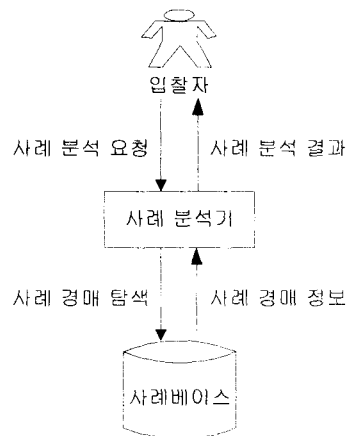 입찰자
사례 분석 요청
사례 분석 결과
사례 분석기
사례 경매 탐색
사례 경매 정보
사례베이스